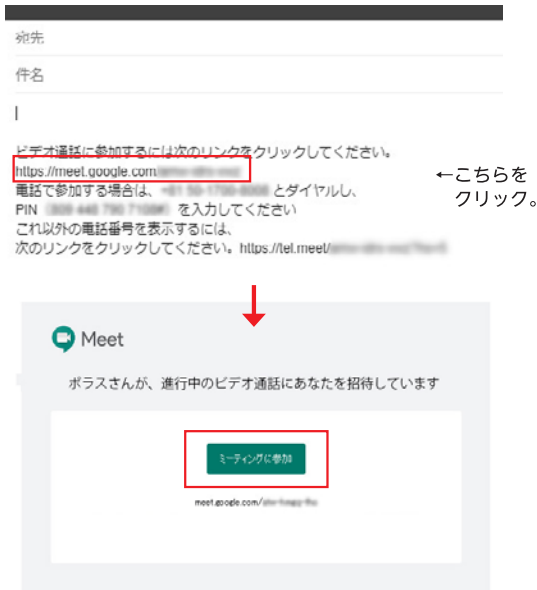 宛先
件名
ビデオ通話に参加するには次のリンクをクリックしてください。
https://meet.google.com/
電話で参加する場合は、 とダイヤルし、
PIN を入力してください
これ以外の電話番号を表示するには、
次のリンクをクリックしてください。https://tel.meet/
←こちらを
クリック。
Meet
ポラスさんが、進行中のビデオ通話にあなたを招待しています
ミーティングに参加
meet.google.com/